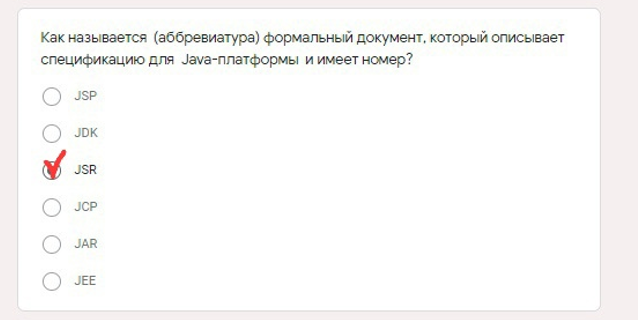 Как называется (аббревиатура) формальный документ, который описывает
спецификацию для Java-платформы и имеет номер?
JSP
JDK
JSR
JCP
JAR
JEE